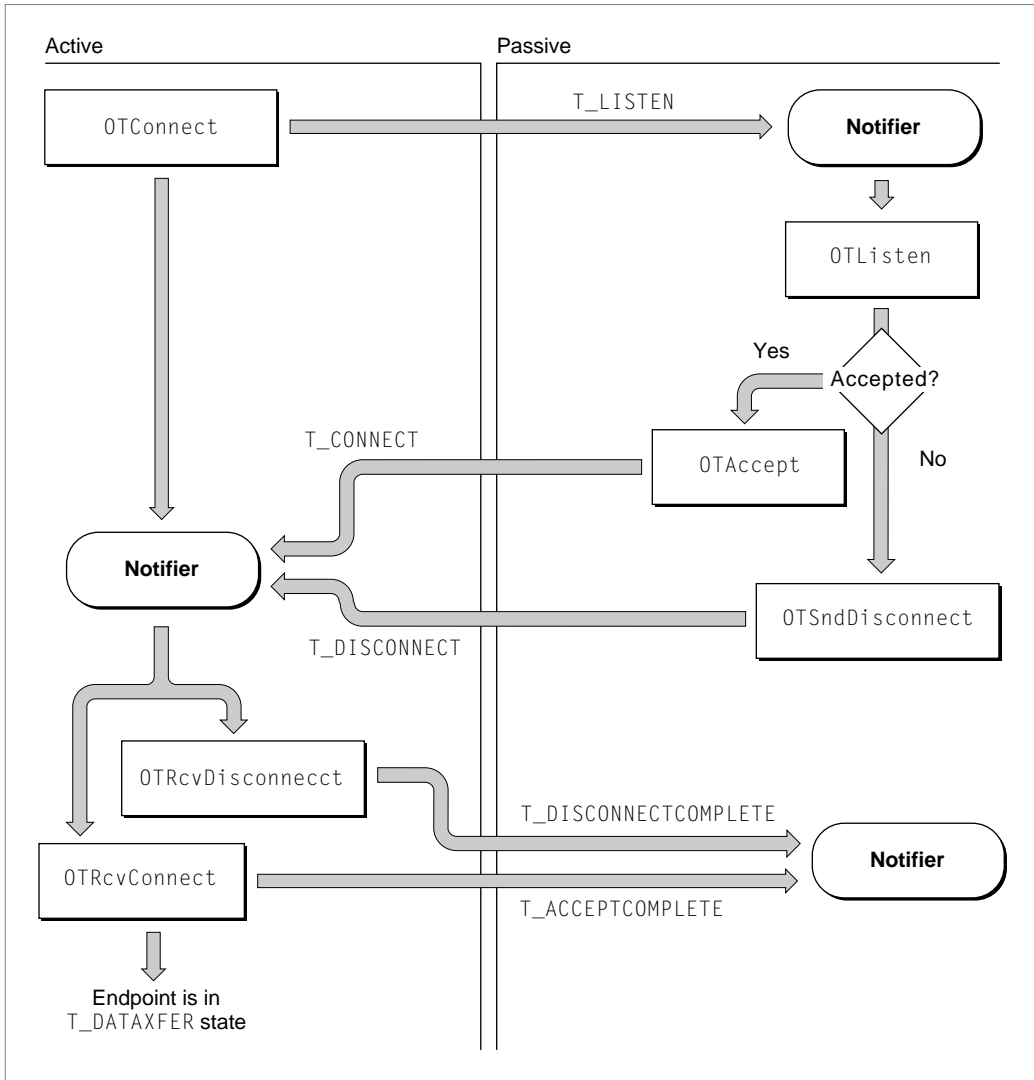 Active
Passive
OTConnect
T_LISTEN
Notifier
OTListen
Yes
Accepted?
T_CONNECT
OTAccept
No
Notifier
T_DISCONNECT
OTSndDisconnect
OTRcvDisconnecct
T_DISCONNECTCOMPLETE
Notifier
OTRcvConnect
T_ACCEPTCOMPLETE
Endpoint is in
T_DATAXFER state